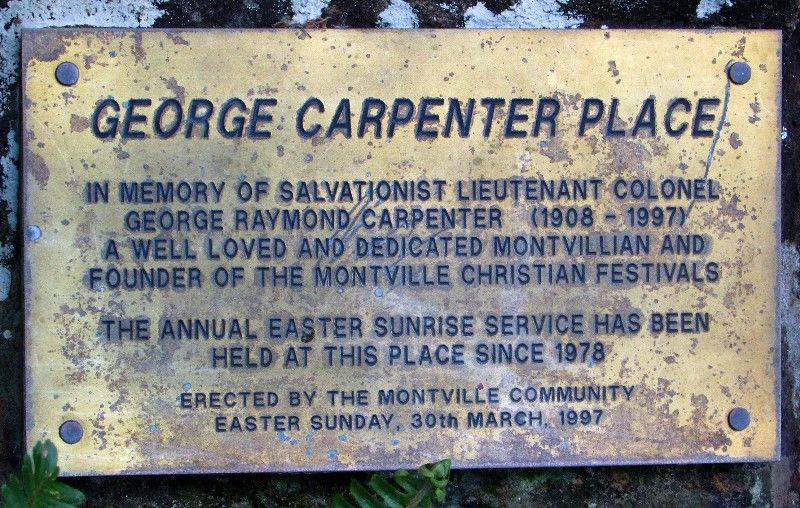 GEORGE CARPENTER PLACE
IN MEMORY OF SALVATIONIST LIEUTENANT COLONEL
GEORGE RAYMOND CARPENTER (1908 - 1997)
A WELL LOVED AND DEDICATED MONTVILLIAN AND
FOUNDER OF THE MONTVILLE CHRISTIAN FESTIVALS
THE ANNUAL EASTER SUNRISE SERVICE HAS BEEN
HELD AT THIS PLACE SINCE 1978
ERECTED BY THE MONTVILLE COMMUNITY
EASTER SUNDAY, 30th MARCH, 1997